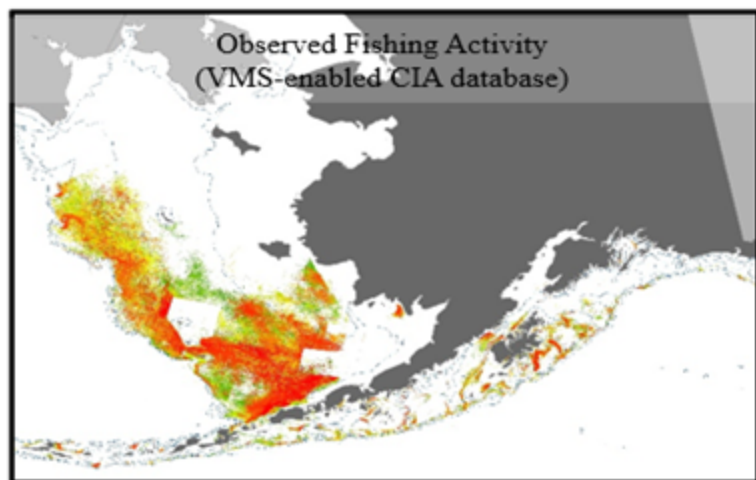 Observed Fishing Activity
(VMS-enabled CIA database)